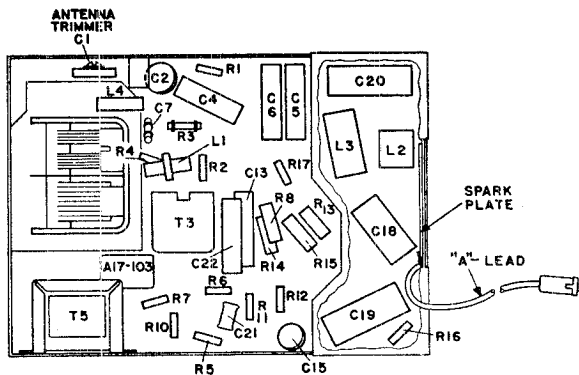 ANTENNA
TRIMMER
C1
C2
R1
C4
C6
C5
C20
L4
C7
R3
L3
L2
R4
L1
R2
C13
R17
SPARK
PLATE
T3
R8
R13
C18
C22
R14
R15
"A"- LEAD
A17-103
R6
T5
R7
R11
R12
C19
R10
C21
R16
R5
C15